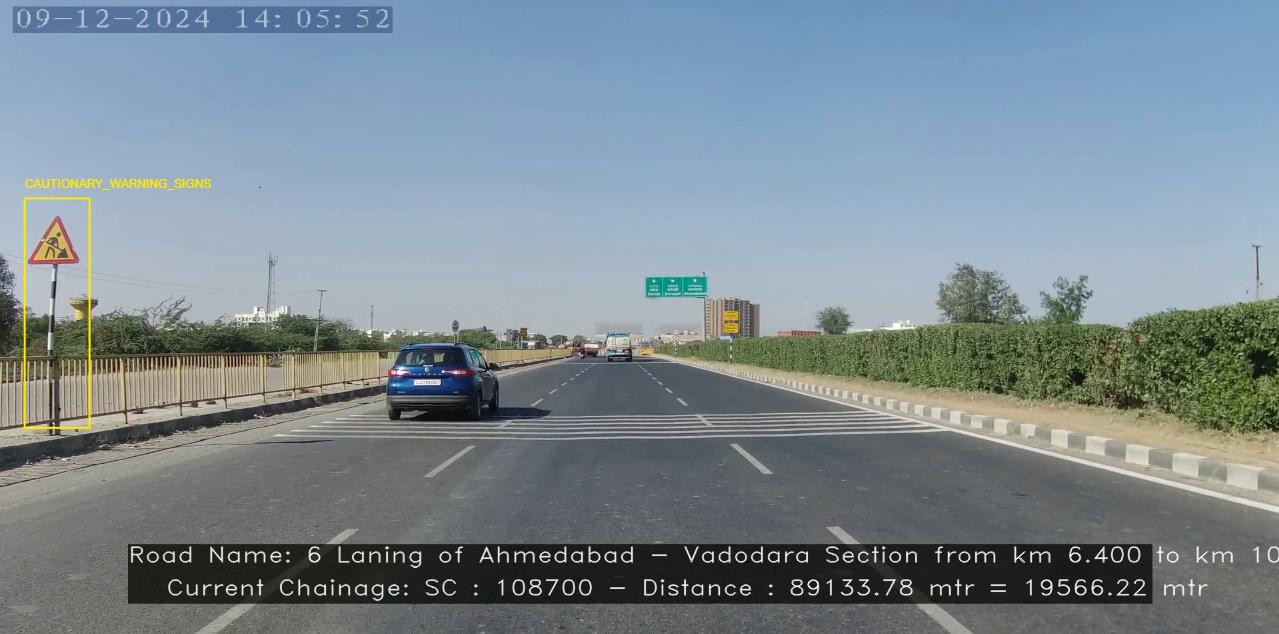 09-12-2024 14:05:52
CAUTIONARY_WARNING_SIGNS
Road Name: 6 Laning of Ahmedabad - Vadodara Section from km 6.400 to km 10
Current Chainage: SC : 108700 - Distance : 89133.78 mtr = 19566.22 mtr